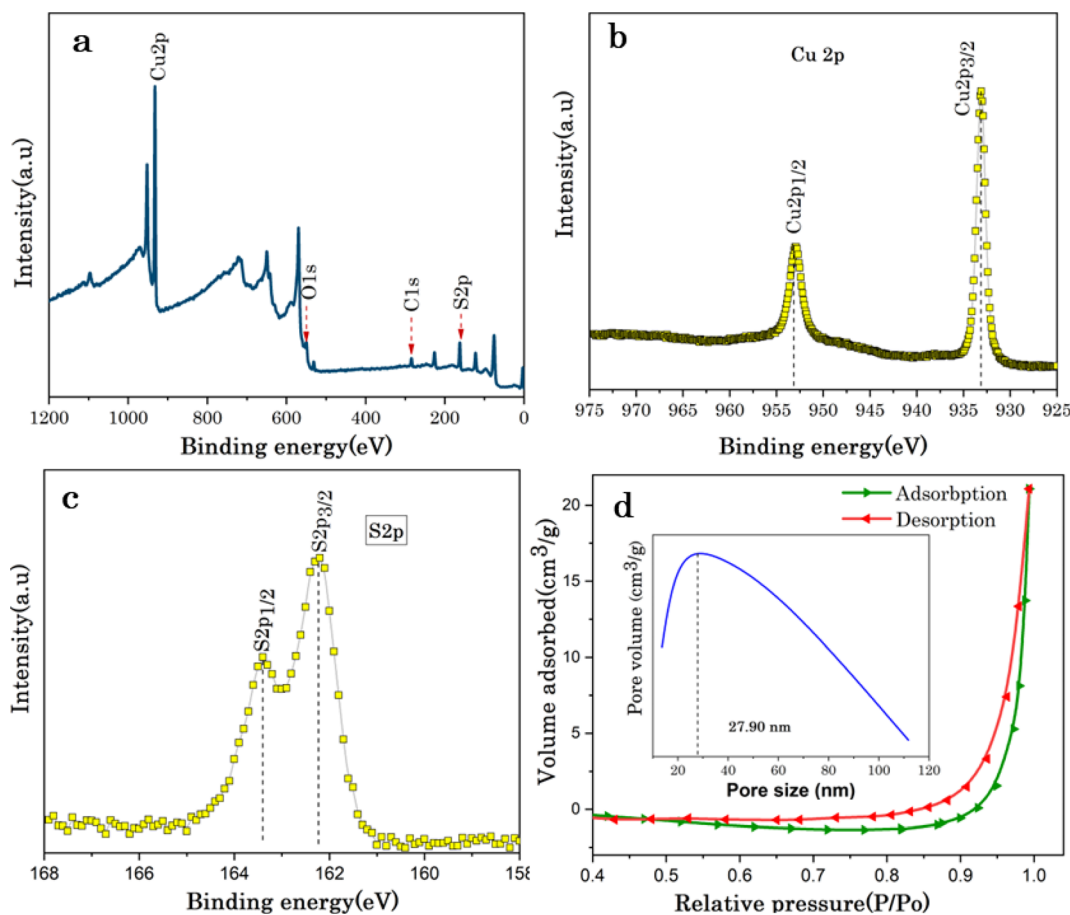 a
Cu2p
O1s
C1s
S2p
Intensity(a.u)
1200 1000 800 600 400 200 0
Binding energy(eV)
b
Cu 2p
Cu2p1/2
Cu2p3/2
Intensity(a.u)
975 970 965 960 955 950 945 940 935 930 925
Binding energy(eV)
c
S2p
S2p1/2
S2p3/2
Intensity(a.u)
168 166 164 162 160 158
Binding energy(eV)
d
Adsorbption
Desorption
Volume adsorbed(cm3/g)
20
15
10
5
0
0.4 0.5 0.6 0.7 0.8 0.9 1.0
Relative pressure(P/Po)
Pore volume (cm3/g)
27.90 nm
20 40 60 80 100 120
Pore size (nm)